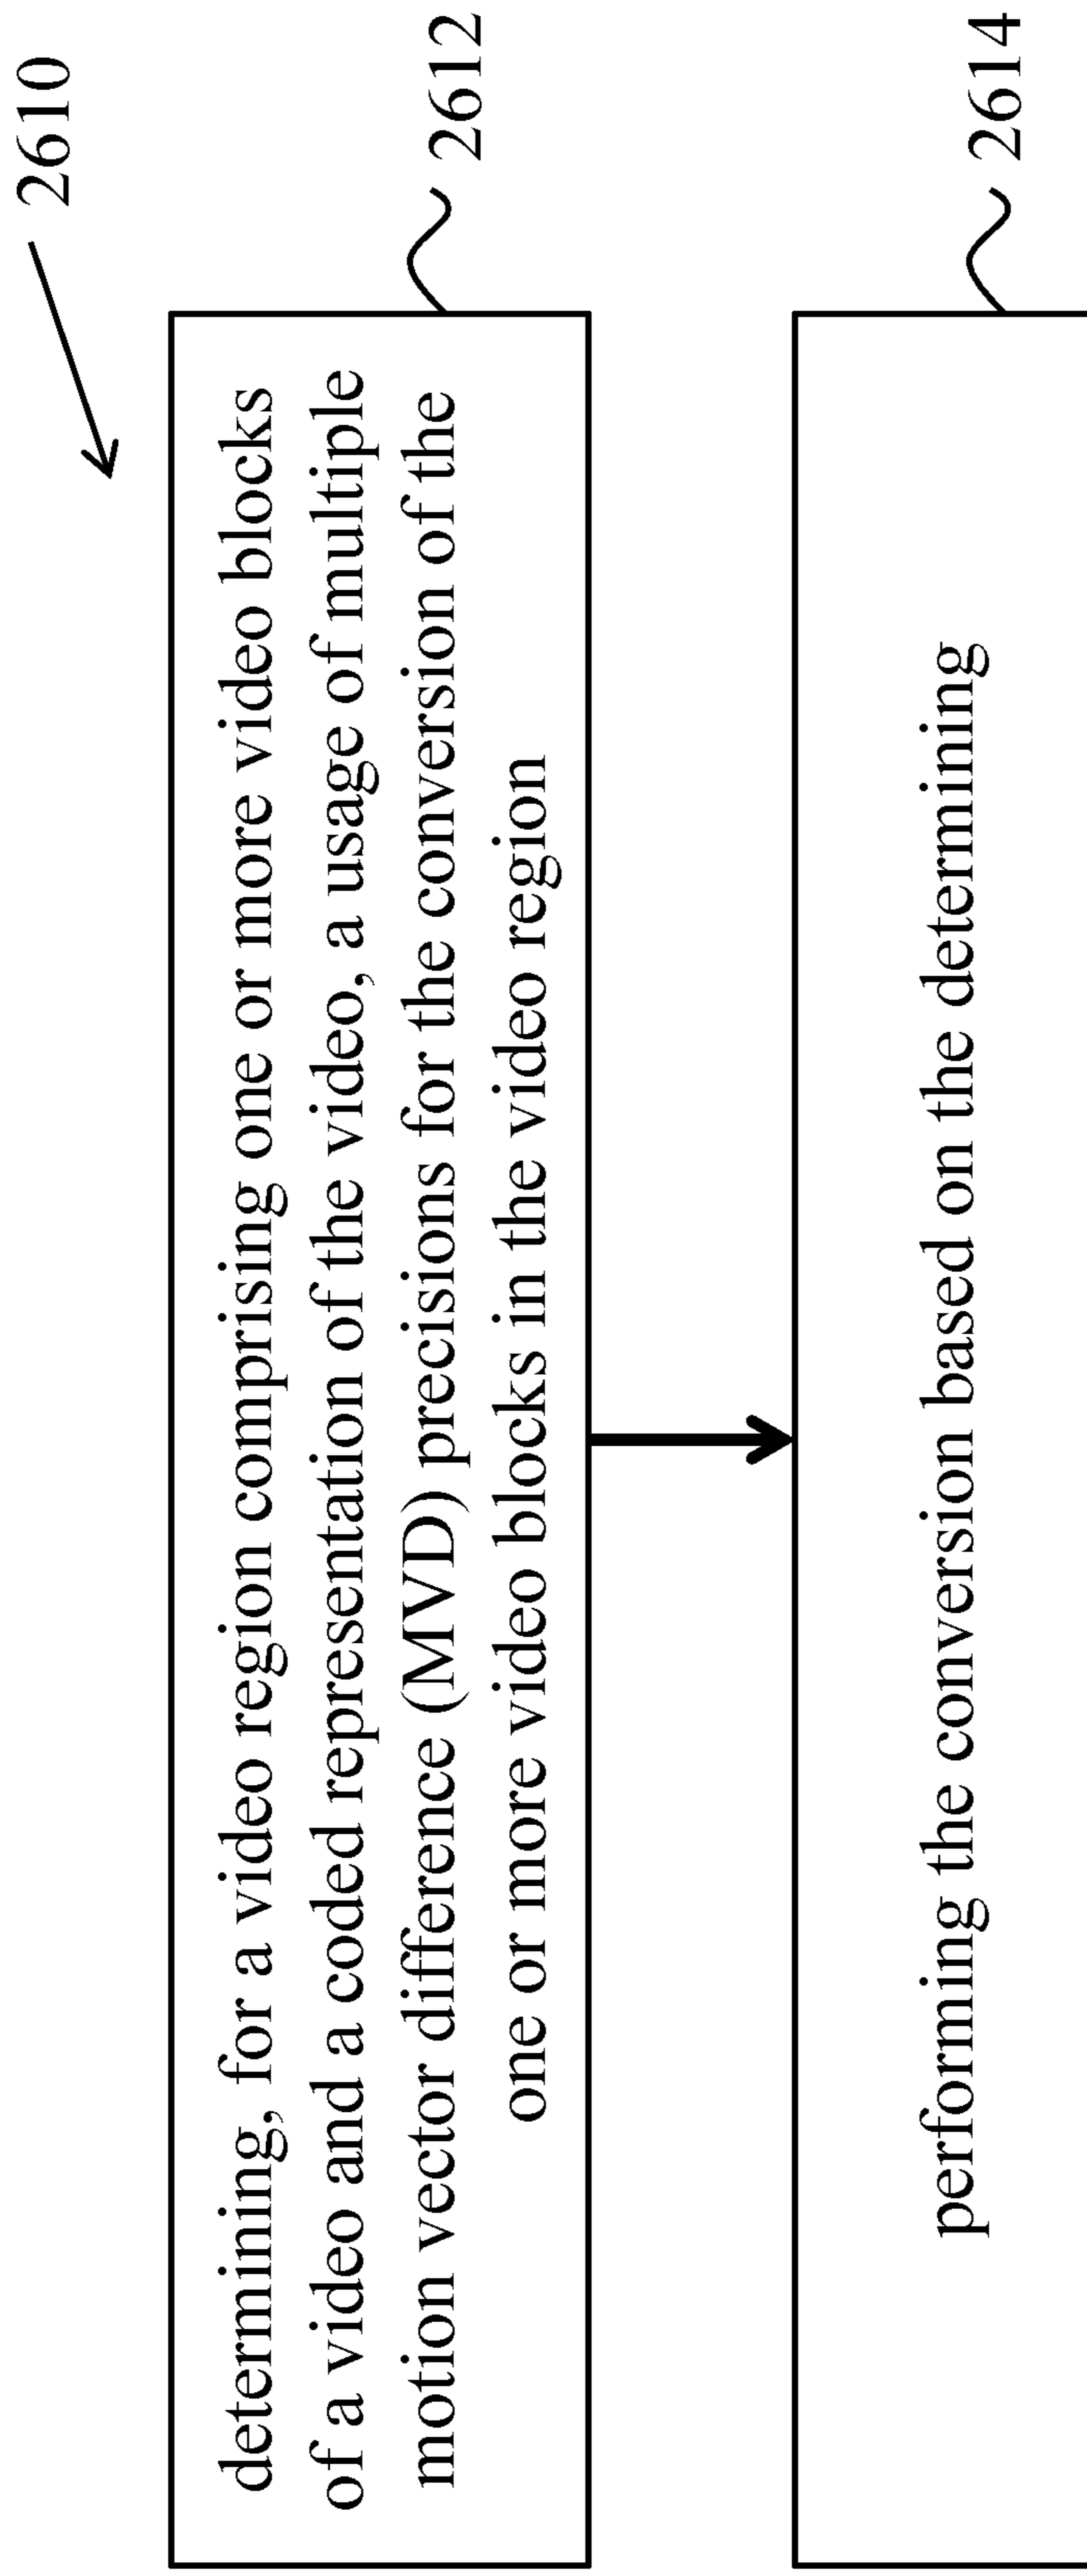 2610
determining, for a video region comprising one or more video blocks
of a video and a coded representation of the video, a usage of multiple
motion vector difference (MVD) precisions for the conversion of the
one or more video blocks in the video region
2612
performing the conversion based on the determining
2614